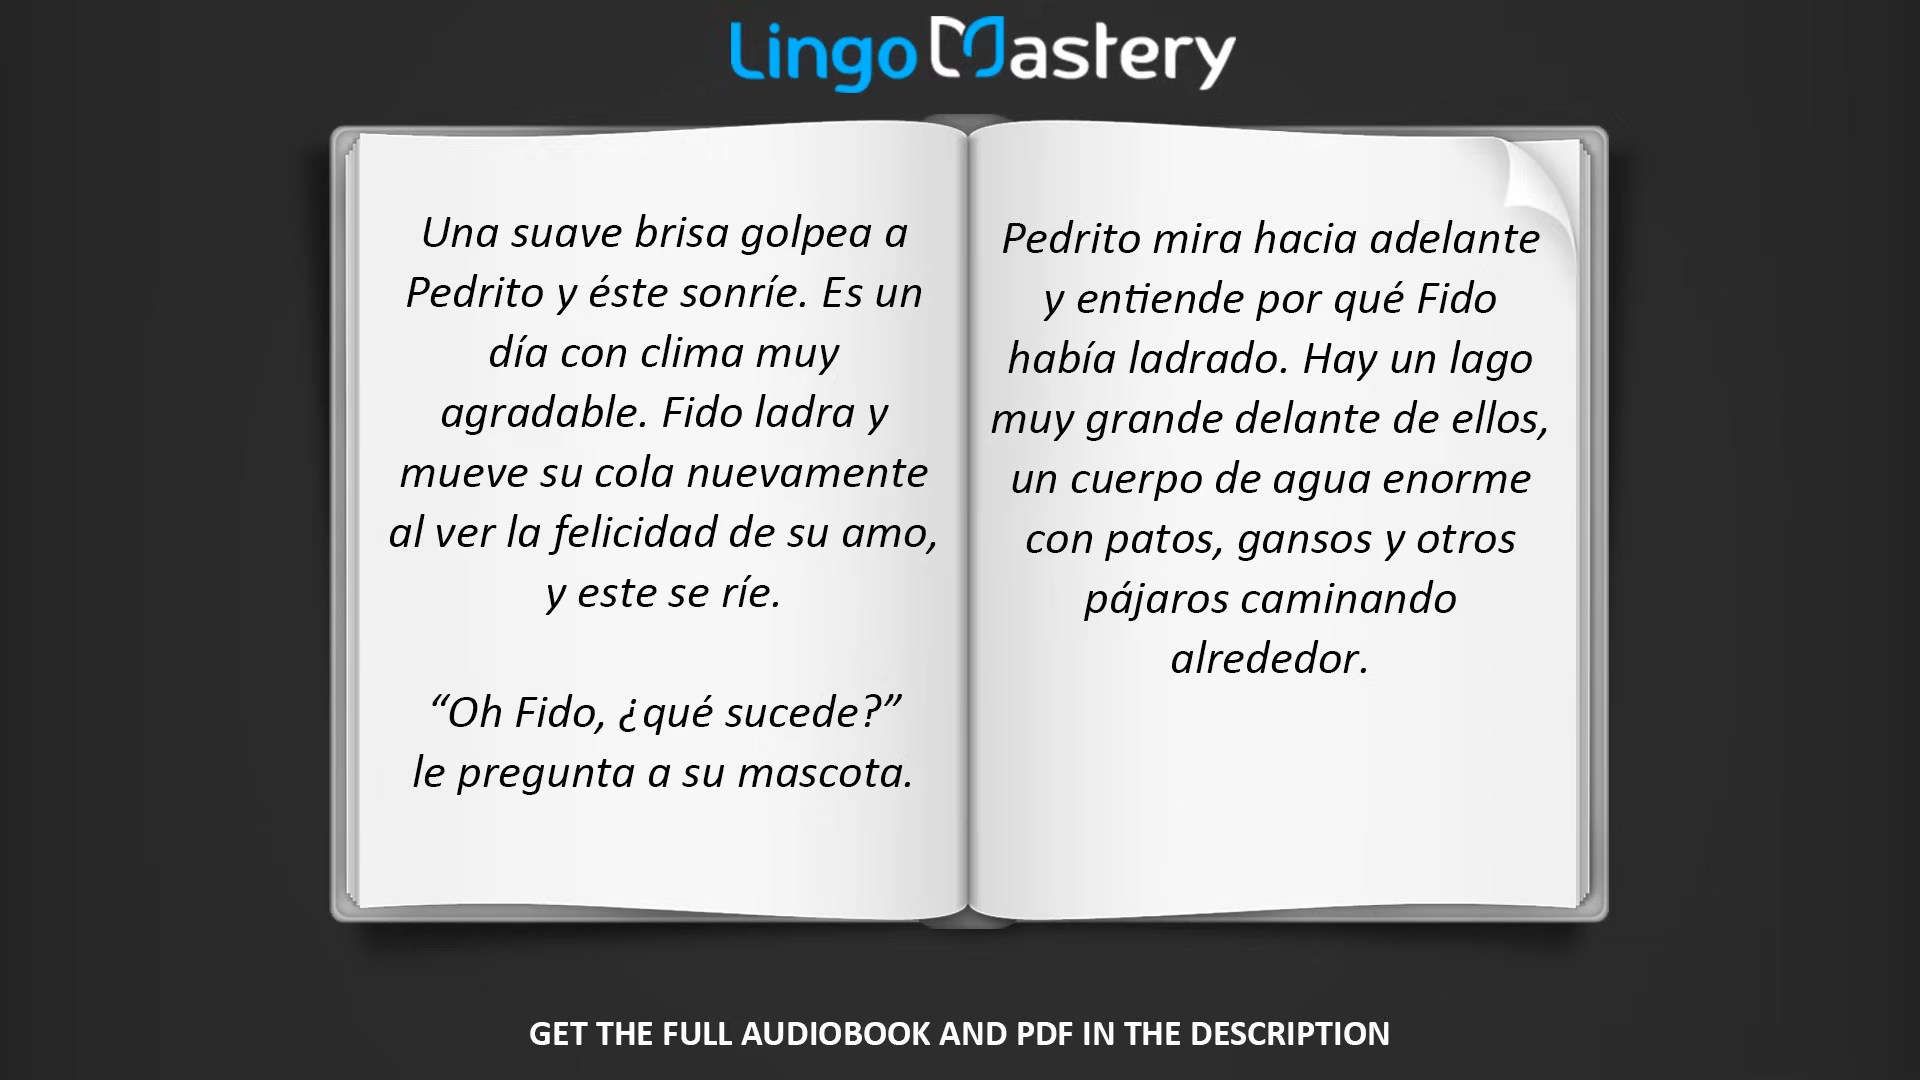 Lingo Mastery
Una suave brisa golpea a
Pedrito y éste sonríe. Es un
día con clima muy
agradable. Fido ladra y
mueve su cola nuevamente
al ver la felicidad de su amo,
y este se ríe.
“Oh Fido, ¿qué sucede?”
le pregunta a su mascota.
Pedrito mira hacia adelante
y entiende por qué Fido
había ladrado. Hay un lago
muy grande delante de ellos,
un cuerpo de agua enorme
con patos, gansos y otros
pájaros caminando
alrededor.
GET THE FULL AUDIOBOOK AND PDF IN THE DESCRIPTION